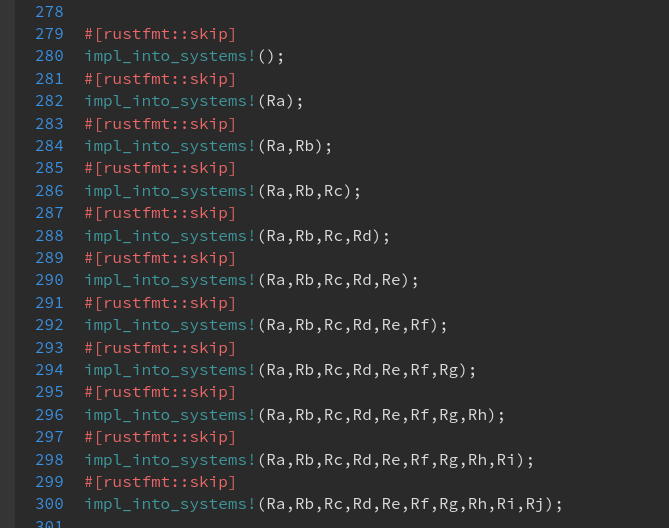 278
279 #[rustfmt::skip]
280 impl_into_systems!();
281 #[rustfmt::skip]
282 impl_into_systems!(Ra);
283 #[rustfmt::skip]
284 impl_into_systems!(Ra,Rb);
285 #[rustfmt::skip]
286 impl_into_systems!(Ra,Rb,Rc);
287 #[rustfmt::skip]
288 impl_into_systems!(Ra,Rb,Rc,Rd);
289 #[rustfmt::skip]
290 impl_into_systems!(Ra,Rb,Rc,Rd,Re);
291 #[rustfmt::skip]
292 impl_into_systems!(Ra,Rb,Rc,Rd,Re,Rf);
293 #[rustfmt::skip]
294 impl_into_systems!(Ra,Rb,Rc,Rd,Re,Rf,Rg);
295 #[rustfmt::skip]
296 impl_into_systems!(Ra,Rb,Rc,Rd,Re,Rf,Rg,Rh);
297 #[rustfmt::skip]
298 impl_into_systems!(Ra,Rb,Rc,Rd,Re,Rf,Rg,Rh,Ri);
299 #[rustfmt::skip]
300 impl_into_systems!(Ra,Rb,Rc,Rd,Re,Rf,Rg,Rh,Ri,Rj);
301